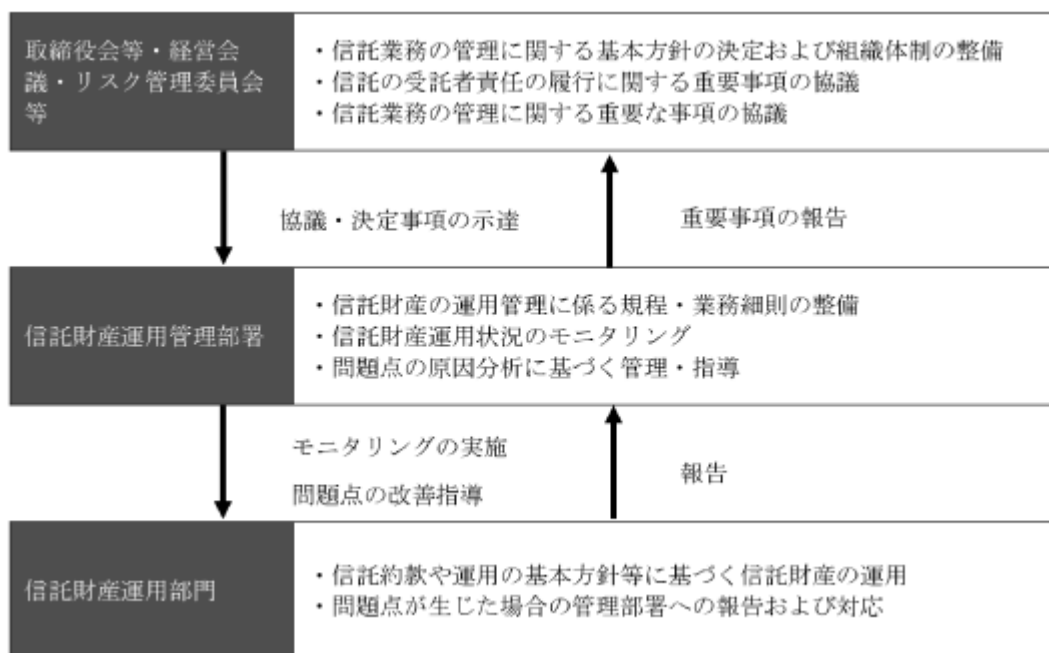 取締役会等・経営会
議・リスク管理委員会
等
・信託業務の管理に関する基本方針の決定および組織体制の整備
・信託の受託者責任の履行に関する重要事項の協議
・信託業務の管理に関する重要な事項の協議
協議・決定事項の示達
重要事項の報告
信託財産運用管理部署
・信託財産の運用管理に係る規程・業務細則の整備
・信託財産運用状況のモニタリング
・問題点の原因分析に基づく管理・指導
モニタリングの実施
問題点の改善指導
報告
信託財産運用部門
・信託約款や運用の基本方針等に基づく信託財産の運用
・問題点が生じた場合の管理部署への報告および対応